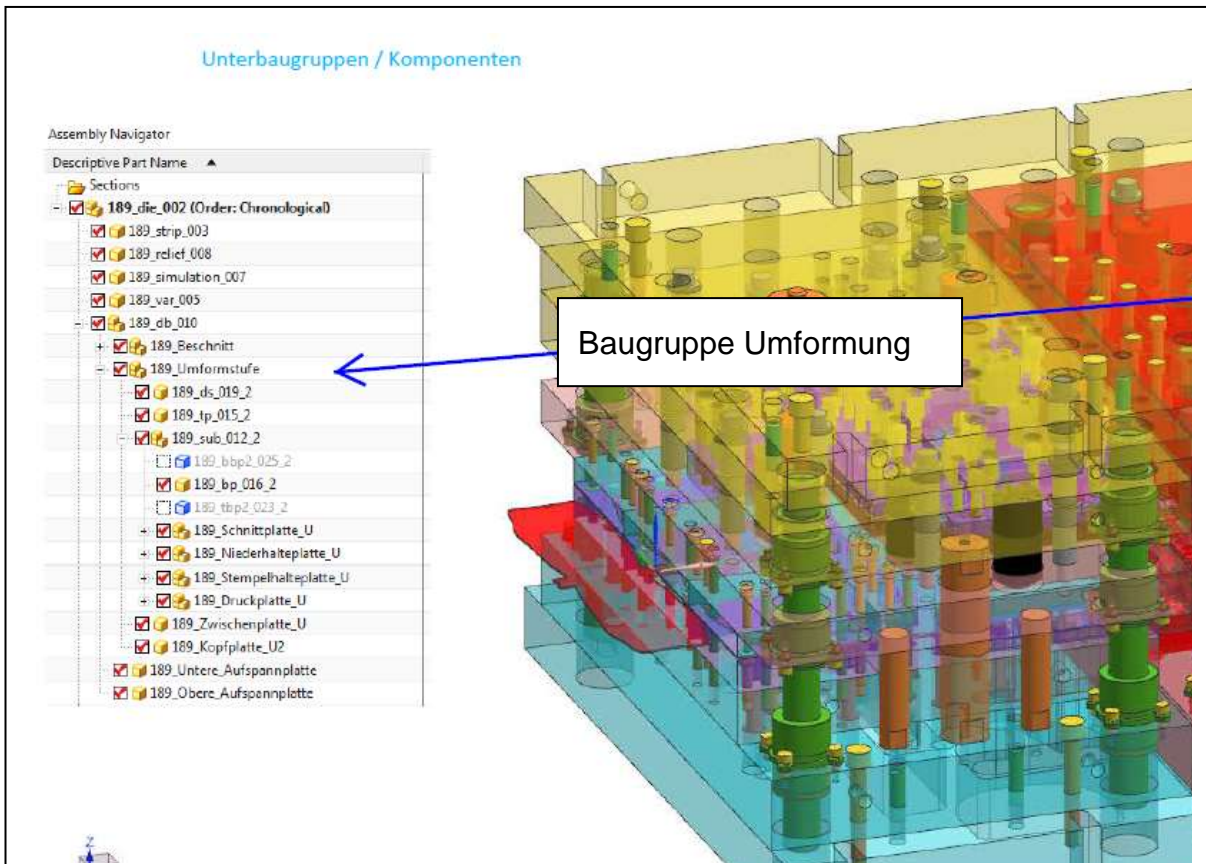 Unterbaugruppen / Komponenten
Assembly Navigator
Descriptive Part Name
Sections
189_die_002 (Order: Chronological)
189_strip_003
189_relief_008
189_simulation_007
189_var_005
189_db_010
189_Beschnitt
189_Umformstufe
189_ds_019_2
189_tp_015_2
189_sub_012_2
189_bbp2_025_2
189_bp_016_2
189_tbp2_023_2
189_Schnittplatte_U
189_Niederhalteplatte_U
189_Stempelhalteplatte_U
189_Druckplatte_U
189_Zwischenplatte_U
189_Kopfplatte_U2
189_Untere_Aufspannplatte
189_Obere_Aufspannplatte
Baugruppe Umformung
Z